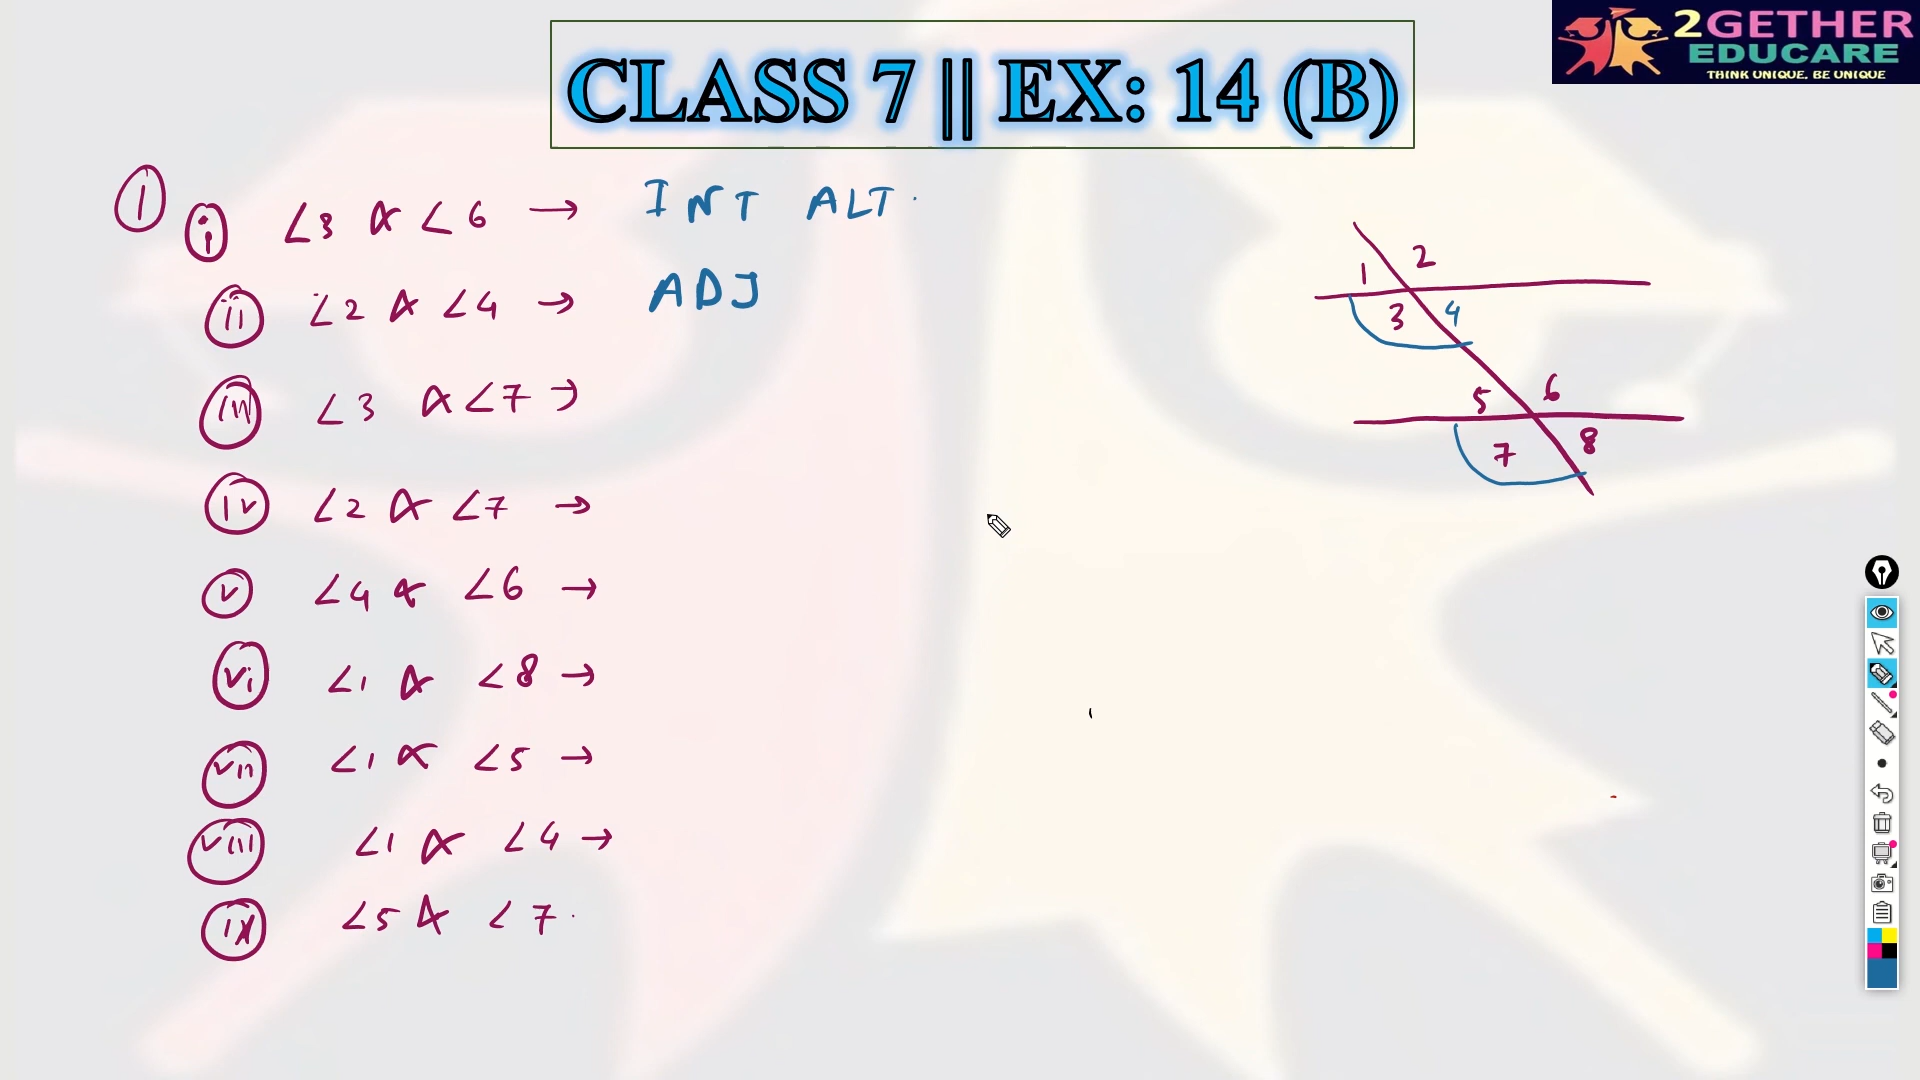 CLASS 7 || EX: 14 (B)
2GETHER
EDUCARE
THINK UNIQUE, BE UNIQUE
1
i ∠3 & ∠6 → INT ALT.
ii ∠2 & ∠4 → ADJ
iii ∠3 & ∠7 →
iv ∠2 & ∠7 →
v ∠4 & ∠6 →
vi ∠1 & ∠8 →
vii ∠1 & ∠5 →
viii ∠1 & ∠4 →
ix ∠5 & ∠7.
1 2
3 4
5 6
7 8